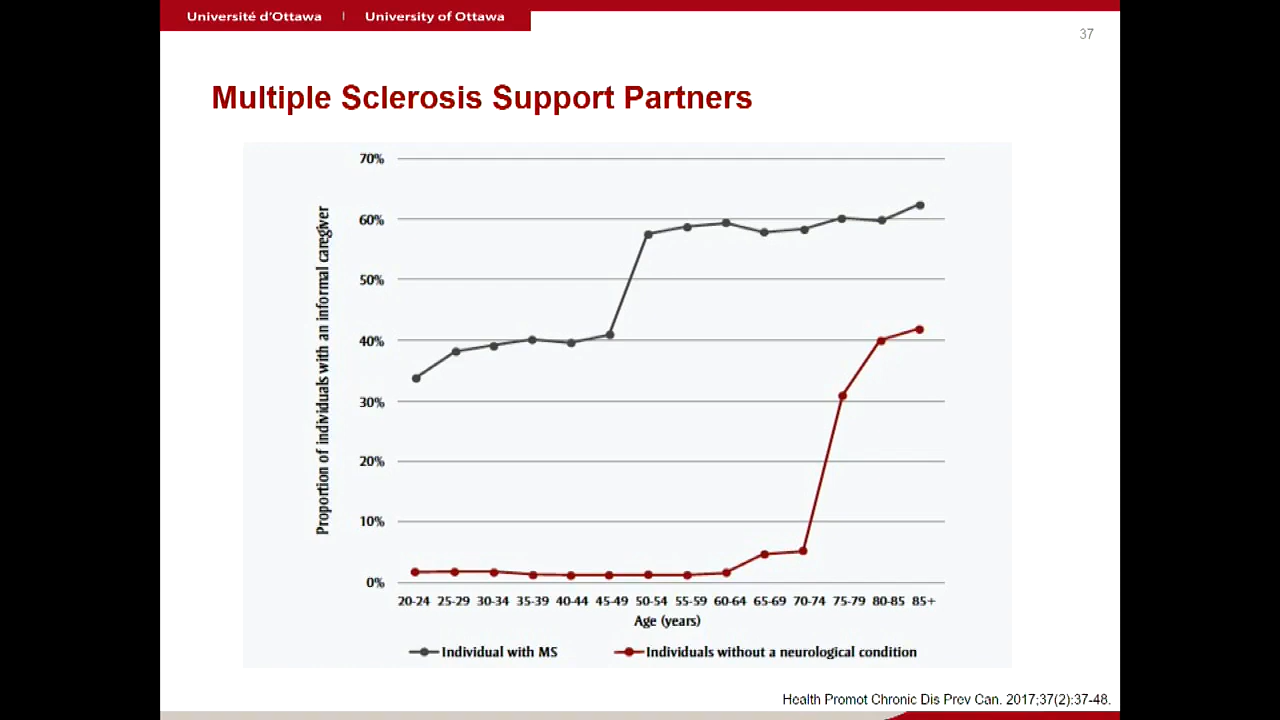 Université d'Ottawa | University of Ottawa
37
Multiple Sclerosis Support Partners
70%
60%
50%
40%
30%
20%
10%
0%
Proportion of individuals with an informal caregiver
20-24 25-29 30-34 35-39 40-44 45-49 50-54 55-59 60-64 65-69 70-74 75-79 80-85 85+
Age (years)
Individual with MS Individuals without a neurological condition
Health Promot Chronic Dis Prev Can. 2017;37(2):37-48.